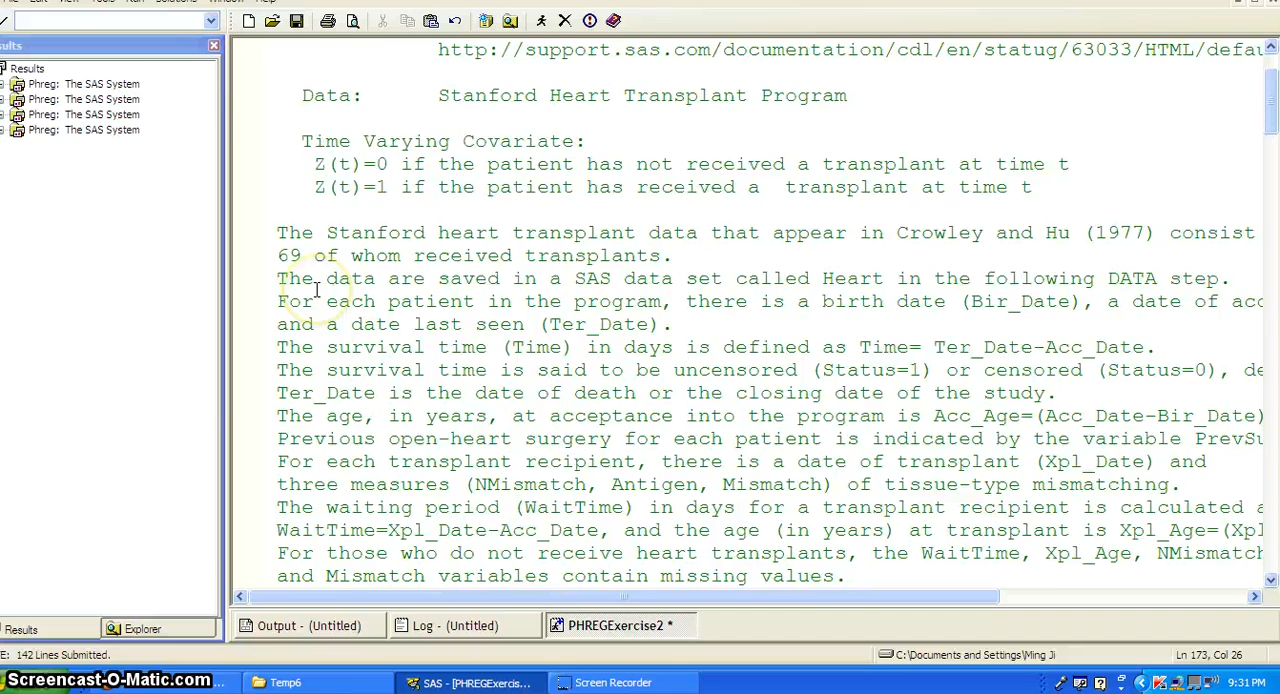 File Edit View Tools Run Solutions Window Help
Results
Results
Phreg: The SAS System
Phreg: The SAS System
Phreg: The SAS System
Phreg: The SAS System
http://support.sas.com/documentation/cdl/en/statug/63033/HTML/defau
Data: Stanford Heart Transplant Program
Time Varying Covariate:
Z(t)=0 if the patient has not received a transplant at time t
Z(t)=1 if the patient has received a transplant at time t
The Stanford heart transplant data that appear in Crowley and Hu (1977) consist
69 of whom received transplants.
The data are saved in a SAS data set called Heart in the following DATA step.
For each patient in the program, there is a birth date (Bir_Date), a date of acc
and a date last seen (Ter_Date).
The survival time (Time) in days is defined as Time= Ter_Date-Acc_Date.
The survival time is said to be uncensored (Status=1) or censored (Status=0), de
Ter_Date is the date of death or the closing date of the study.
The age, in years, at acceptance into the program is Acc_Age=(Acc_Date-Bir_Date)
Previous open-heart surgery for each patient is indicated by the variable PrevSu
For each transplant recipient, there is a date of transplant (Xpl_Date) and
three measures (NMismatch, Antigen, Mismatch) of tissue-type mismatching.
The waiting period (WaitTime) in days for a transplant recipient is calculated a
WaitTime=Xpl_Date-Acc_Date, and the age (in years) at transplant is Xpl_Age=(Xpl
For those who do not receive heart transplants, the WaitTime, Xpl_Age, NMismatch
and Mismatch variables contain missing values.
Results
Explorer
Output - (Untitled)
Log - (Untitled)
PHREGExercise2 *
E: 142 Lines Submitted.
C:\Documents and Settings\Ming Ji
Ln 173, Col 26
Screencast-O-Matic.com
Temp6
SAS - [PHREGExercis...
Screen Recorder
9:31 PM